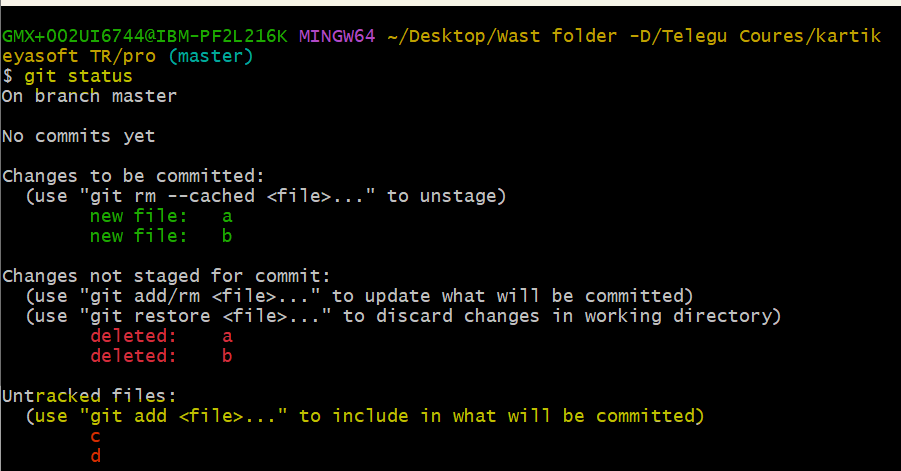 GMX+002UI6744@IBM-PF2L216K MINGW64 ~/Desktop/Wast folder -D/Telegu Coures/kartik
eyasoft TR/pro (master)
$ git status
On branch master
No commits yet
Changes to be committed:
(use "git rm --cached <file>..." to unstage)
new file: a
new file: b
Changes not staged for commit:
(use "git add/rm <file>..." to update what will be committed)
(use "git restore <file>..." to discard changes in working directory)
deleted: a
deleted: b
Untracked files:
(use "git add <file>..." to include in what will be committed)
c
d